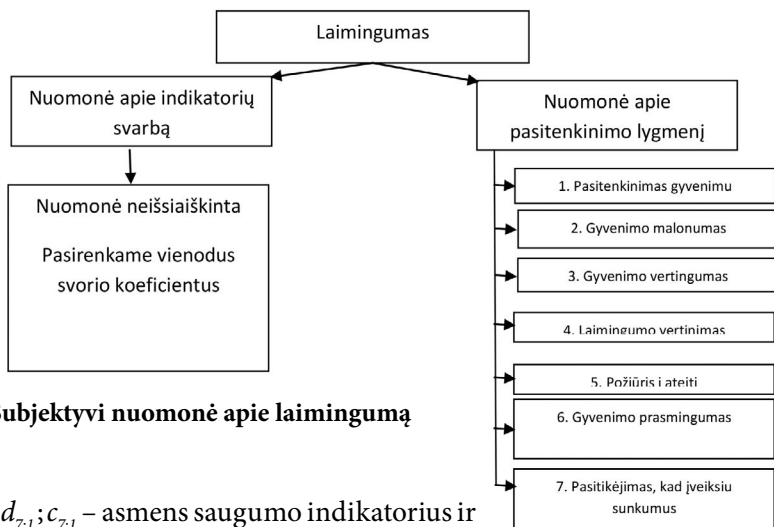 Laimingumas
Nuomonė apie indikatorių
svarbą
Nuomonė neišsiaiškinta
Pasirenkame vienodus
svorio koeficientus
Nuomonė apie
pasitenkinimo lygmenį
1. Pasitenkinimas gyvenimu
2. Gyvenimo malonumas
3. Gyvenimo vertingumas
4. Laimingumo vertinimas
5. Požiūris į ateitį
6. Gyvenimo prasmingumas
7. Pasitikėjimas, kad įveiksiu
sunkumus
Subjektyvi nuomonė apie laimingumą
d7:1; c7:1 – asmens saugumo indikatorius ir